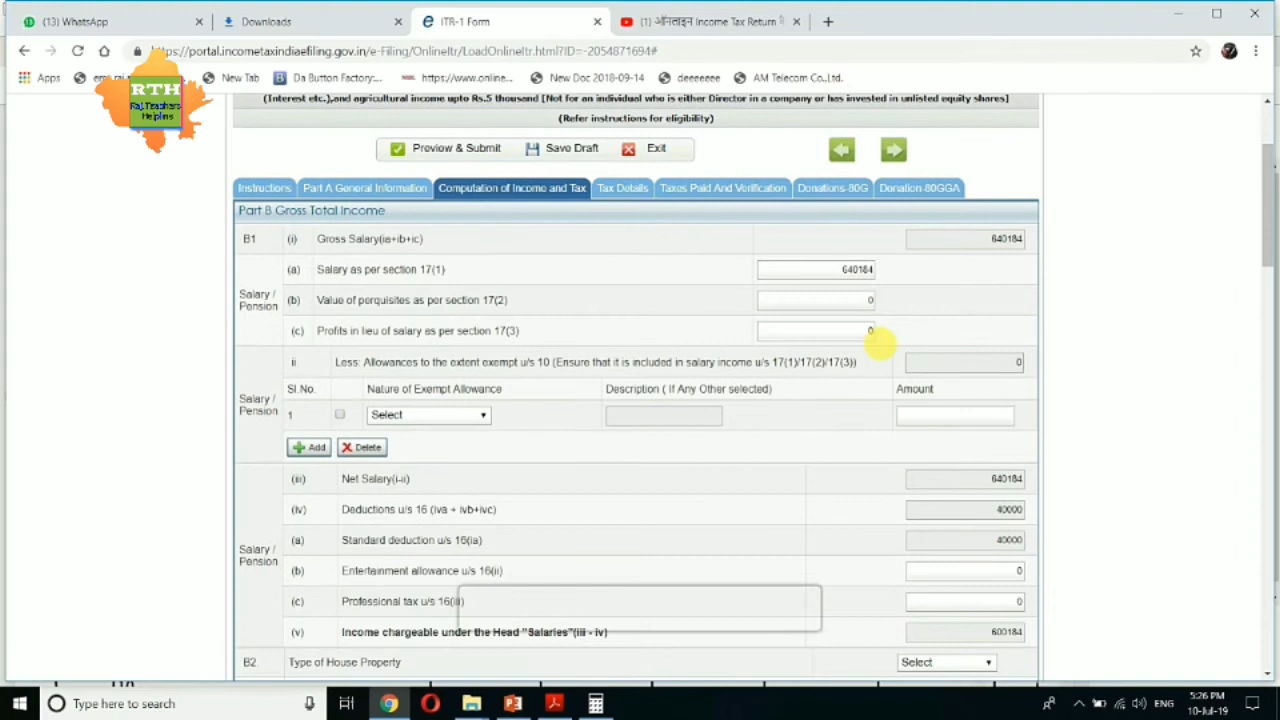 (13) WhatsApp
Downloads
ITR-1 Form
(1) ऑनलाइन Income Tax Return
https://portal.incometaxindiaefiling.gov.in/e-Filing/OnlineItr/LoadOnlineItr.html?ID=-2054871694#
Apps
New Tab
Da Button Factory:...
https://www.online...
New Doc 2018-09-14
deeeeeee
AM Telecom Co.,Ltd.
RTH
Raj.Teachers
Helpline
(Interest etc.),and agricultural income upto Rs.5 thousand [Not for an individual who is either Director in a company or has invested in unlisted equity shares]
(Refer instructions for eligibility)
Preview & Submit Save Draft Exit
Instructions Part A General Information Computation of Income and Tax Tax Details Taxes Paid And Verification Donations-80G Donation-80GGA
Part B Gross Total Income
B1 (i) Gross Salary(ia+ib+ic) 640184
(a) Salary as per section 17(1) 640184
Salary / Pension
(b) Value of perquisites as per section 17(2) 0
(c) Profits in lieu of salary as per section 17(3) 0
ii Less: Allowances to the extent exempt u/s 10 (Ensure that it is included in salary income u/s 17(1)/17(2)/17(3)) 0
Sl.No. Nature of Exempt Allowance Description ( If Any Other selected) Amount
Salary / Pension
1 Select
Add Delete
(iii) Net Salary(i-ii) 640184
(iv) Deductions u/s 16 (iva + ivb+ivc) 40000
(a) Standard deduction u/s 16(ia) 40000
Salary / Pension
(b) Entertainment allowance u/s 16(ii) 0
(c) Professional tax u/s 16(iii) 0
(v) Income chargeable under the Head "Salaries"(iii - iv) 600184
B2. Type of House Property Select
Type here to search
ENG
5:26 PM
10-Jul-19